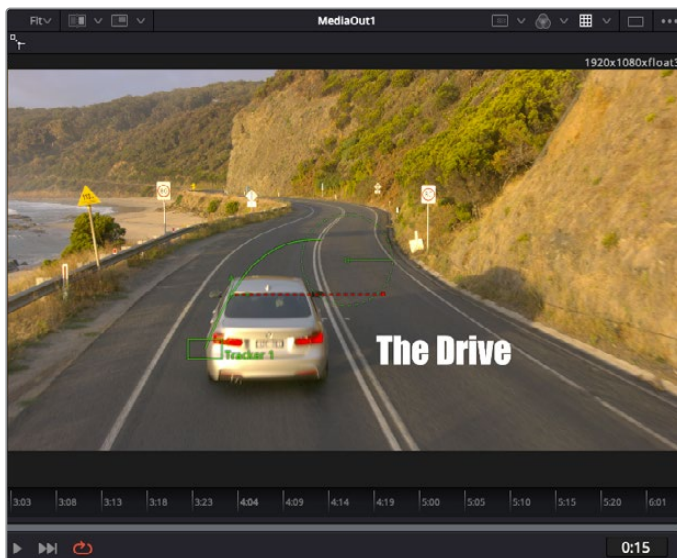 Fit MediaOut1
1920x1080xfloat3
The Drive
Tracker 1
3:03 3:08 3:13 3:18 3:23 4:04 4:09 4:14 4:19 5:00 5:05 5:10 5:15 5:20 6:01
0:15